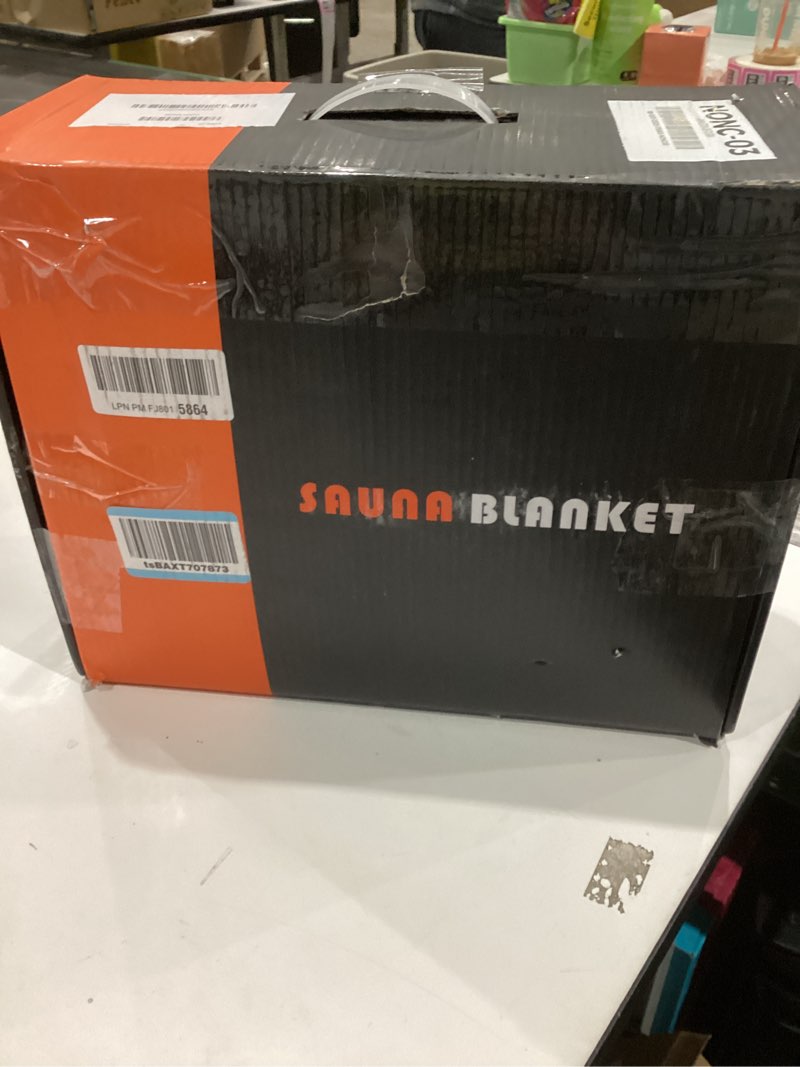 NONC-03
LPN PM FJ801 5864
SAUNA BLANKET
tsBAXT707873